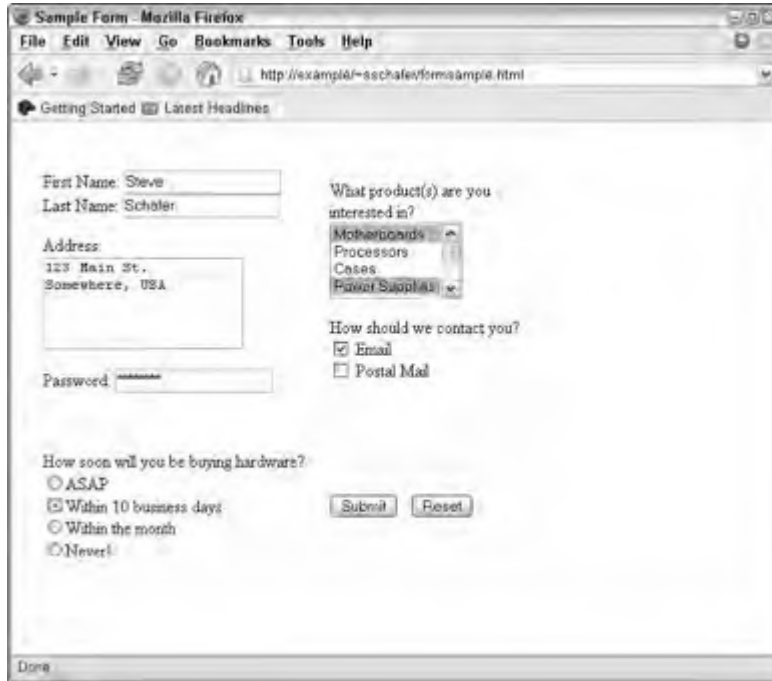 Sample Form - Mozilla Firefox
File Edit View Go Bookmarks Tools Help
http://example/~sschafer/formsample.html
Getting Started Latest Headlines
First Name: Steve
Last Name: Schafer
Address:
123 Main St.
Somewhere, USA
Password: ********
How soon will you be buying hardware?
ASAP
Within 10 business days
Within the month
Never!
What product(s) are you
interested in?
Motherboards
Processors
Cases
Power Supplies
How should we contact you?
Email
Postal Mail
Submit Reset
Done